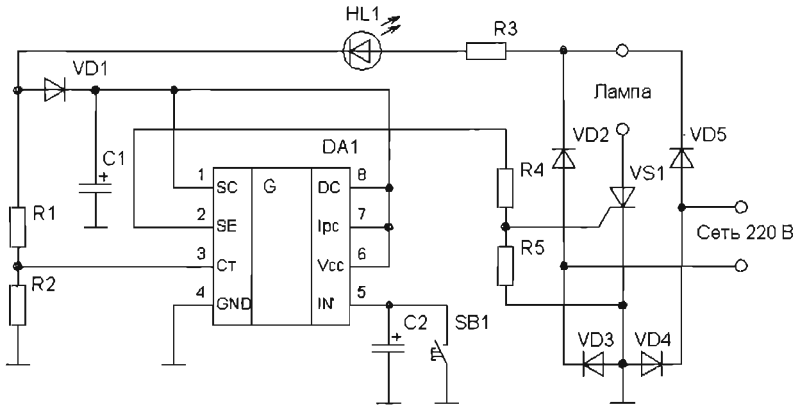 HL1
R3
VD1
Лампа
C1
DA1
VD2
VD5
R4
VS1
1
SC
G
DC
8
R1
2
SE
Ipc
7
R5
Сеть 220 В
3
CT
Vcc
6
R2
4
GND
IN'
5
C2
SB1
VD3
VD4
+
+